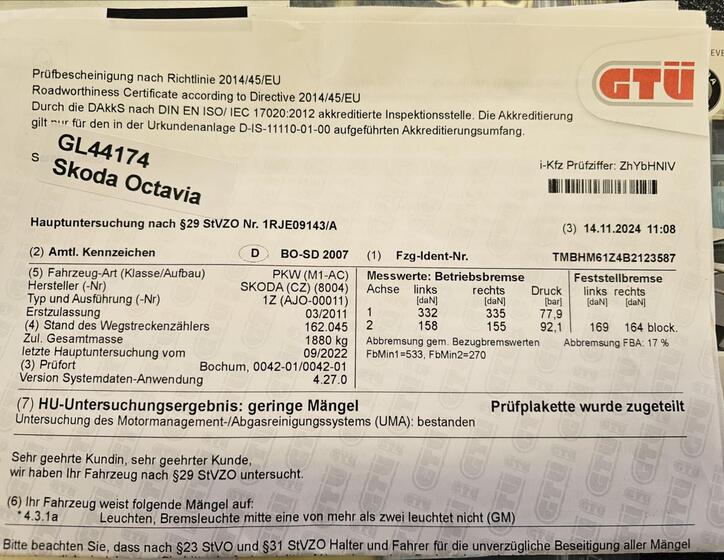 GTÜ
Prüfbescheinigung nach Richtlinie 2014/45/EU
Roadworthiness Certificate according to Directive 2014/45/EU
Durch die DAkkS nach DIN EN ISO/ IEC 17020:2012 akkreditierte Inspektionsstelle. Die Akkreditierung
gilt für den in der Urkundenanlage D-IS-11110-01-00 aufgeführten Akkreditierungsumfang.
S
GL44174
Skoda Octavia
i-Kfz Prüfziffer: ZhYbHNIV
Hauptuntersuchung nach §29 StVZO Nr. 1RJE09143/A
(3) 14.11.2024 11:08
(2) Amtl. Kennzeichen D BO-SD 2007 (1) Fzg-Ident-Nr. TMBHM61Z4B2123587
(5) Fahrzeug-Art (Klasse/Aufbau) PKW (M1-AC)
Hersteller (-Nr) SKODA (CZ) (8004)
Typ und Ausführung (-Nr) 1Z (AJO-00011)
Erstzulassung 03/2011
(4) Stand des Wegstreckenzählers 162.045
Zul. Gesamtmasse 1880 kg
letzte Hauptuntersuchung vom 09/2022
(3) Prüfort Bochum, 0042-01/0042-01
Version Systemdaten-Anwendung 4.27.0
Messwerte: Betriebsbremse Feststellbremse
Achse links rechts Druck links rechts
[daN] [daN] [bar] [daN] [daN]
1 332 335 77,9
2 158 155 92,1 169 164 block.
Abbremsung gem. Bezugbremswerten Abbremsung FBA: 17 %
FbMin1=533, FbMin2=270
(7) HU-Untersuchungsergebnis: geringe Mängel Prüfplakette wurde zugeteilt
Untersuchung des Motormanagement-/Abgasreinigungssystems (UMA): bestanden
Sehr geehrte Kundin, sehr geehrter Kunde,
wir haben Ihr Fahrzeug nach §29 StVZO untersucht.
(6) Ihr Fahrzeug weist folgende Mängel auf:
* 4.3.1a Leuchten, Bremsleuchte mitte eine von mehr als zwei leuchtet nicht (GM)
Bitte beachten Sie, dass nach §23 StVO und §31 StVZO Halter und Fahrer für die unverzügliche Beseitigung aller Mängel